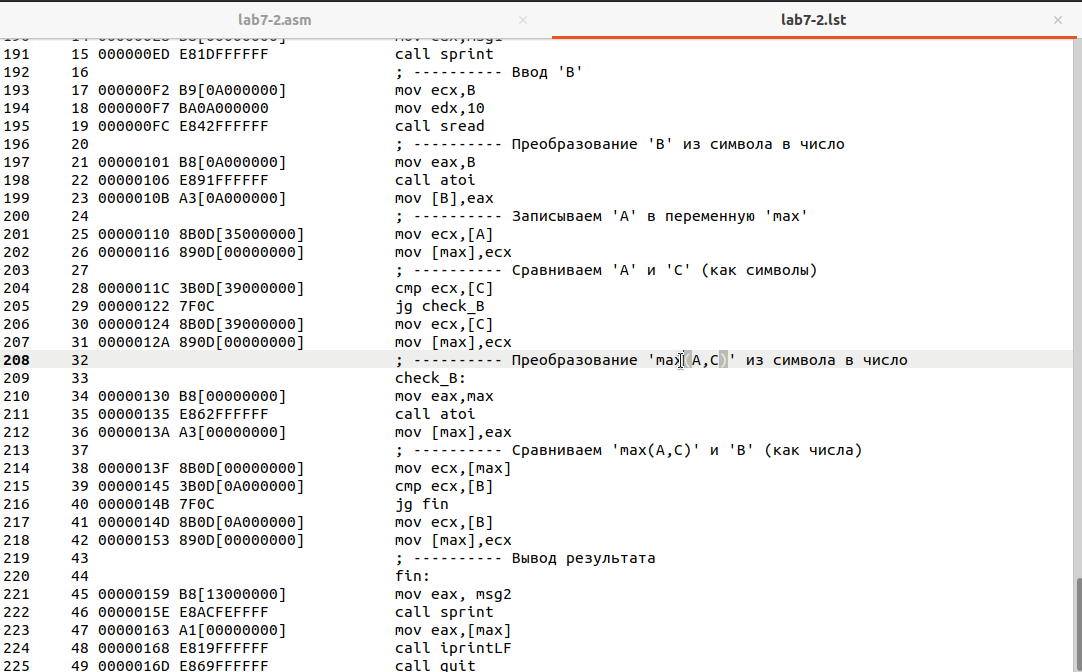 lab7-2.asm × lab7-2.lst ×
191 15 000000ED E81DFFFFFF call sprint
192 16 ; ---------- Ввод 'B'
193 17 000000F2 B9[0A000000] mov ecx,B
194 18 000000F7 BA0A000000 mov edx,10
195 19 000000FC E842FFFFFF call sread
196 20 ; ---------- Преобразование 'B' из символа в число
197 21 00000101 B8[0A000000] mov eax,B
198 22 00000106 E891FFFFFF call atoi
199 23 0000010B A3[0A000000] mov [B],eax
200 24 ; ---------- Записываем 'A' в переменную 'max'
201 25 00000110 8B0D[35000000] mov ecx,[A]
202 26 00000116 890D[00000000] mov [max],ecx
203 27 ; ---------- Сравниваем 'A' и 'С' (как символы)
204 28 0000011C 3B0D[39000000] cmp ecx,[C]
205 29 00000122 7F0C jg check_B
206 30 00000124 8B0D[39000000] mov ecx,[C]
207 31 0000012A 890D[00000000] mov [max],ecx
208 32 ; ---------- Преобразование 'max(A,C)' из символа в число
209 33 check_B:
210 34 00000130 B8[00000000] mov eax,max
211 35 00000135 E862FFFFFF call atoi
212 36 0000013A A3[00000000] mov [max],eax
213 37 ; ---------- Сравниваем 'max(A,C)' и 'B' (как числа)
214 38 0000013F 8B0D[00000000] mov ecx,[max]
215 39 00000145 3B0D[0A000000] cmp ecx,[B]
216 40 0000014B 7F0C jg fin
217 41 0000014D 8B0D[0A000000] mov ecx,[B]
218 42 00000153 890D[00000000] mov [max],ecx
219 43 ; ---------- Вывод результата
220 44 fin:
221 45 00000159 B8[13000000] mov eax, msg2
222 46 0000015E E8ACFEFFFF call sprint
223 47 00000163 A1[00000000] mov eax,[max]
224 48 00000168 E819FFFFFF call iprintLF
225 49 0000016D E869FFFFFF call quit